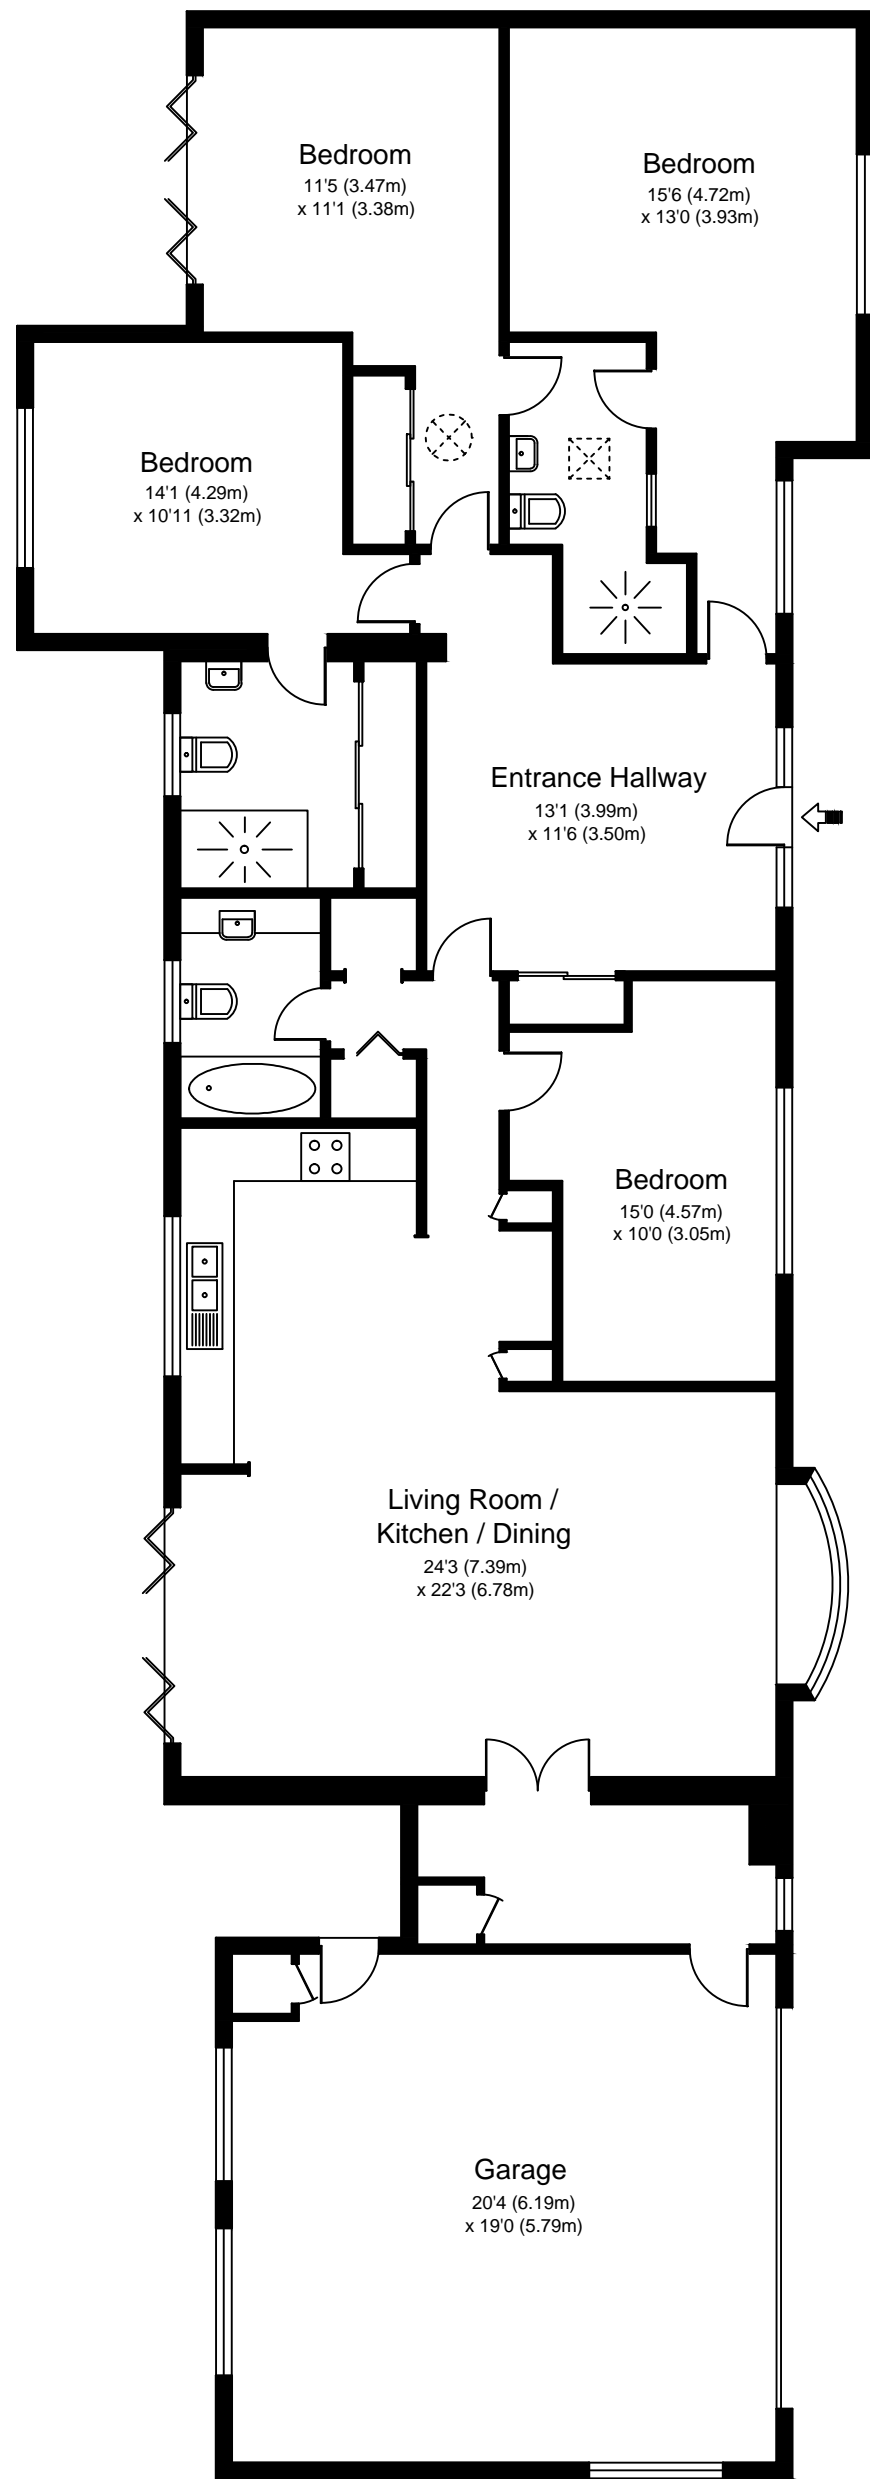 Bedroom
11'5 (3.47m)
x 11'1 (3.38m)
Bedroom
15'6 (4.72m)
x 13'0 (3.93m)
Bedroom
14'1 (4.29m)
x 10'11 (3.32m)
Entrance Hallway
13'1 (3.99m)
x 11'6 (3.50m)
Bedroom
15'0 (4.57m)
x 10'0 (3.05m)
Living Room /
Kitchen / Dining
24'3 (7.39m)
x 22'3 (6.78m)
Garage
20'4 (6.19m)
x 19'0 (5.79m)